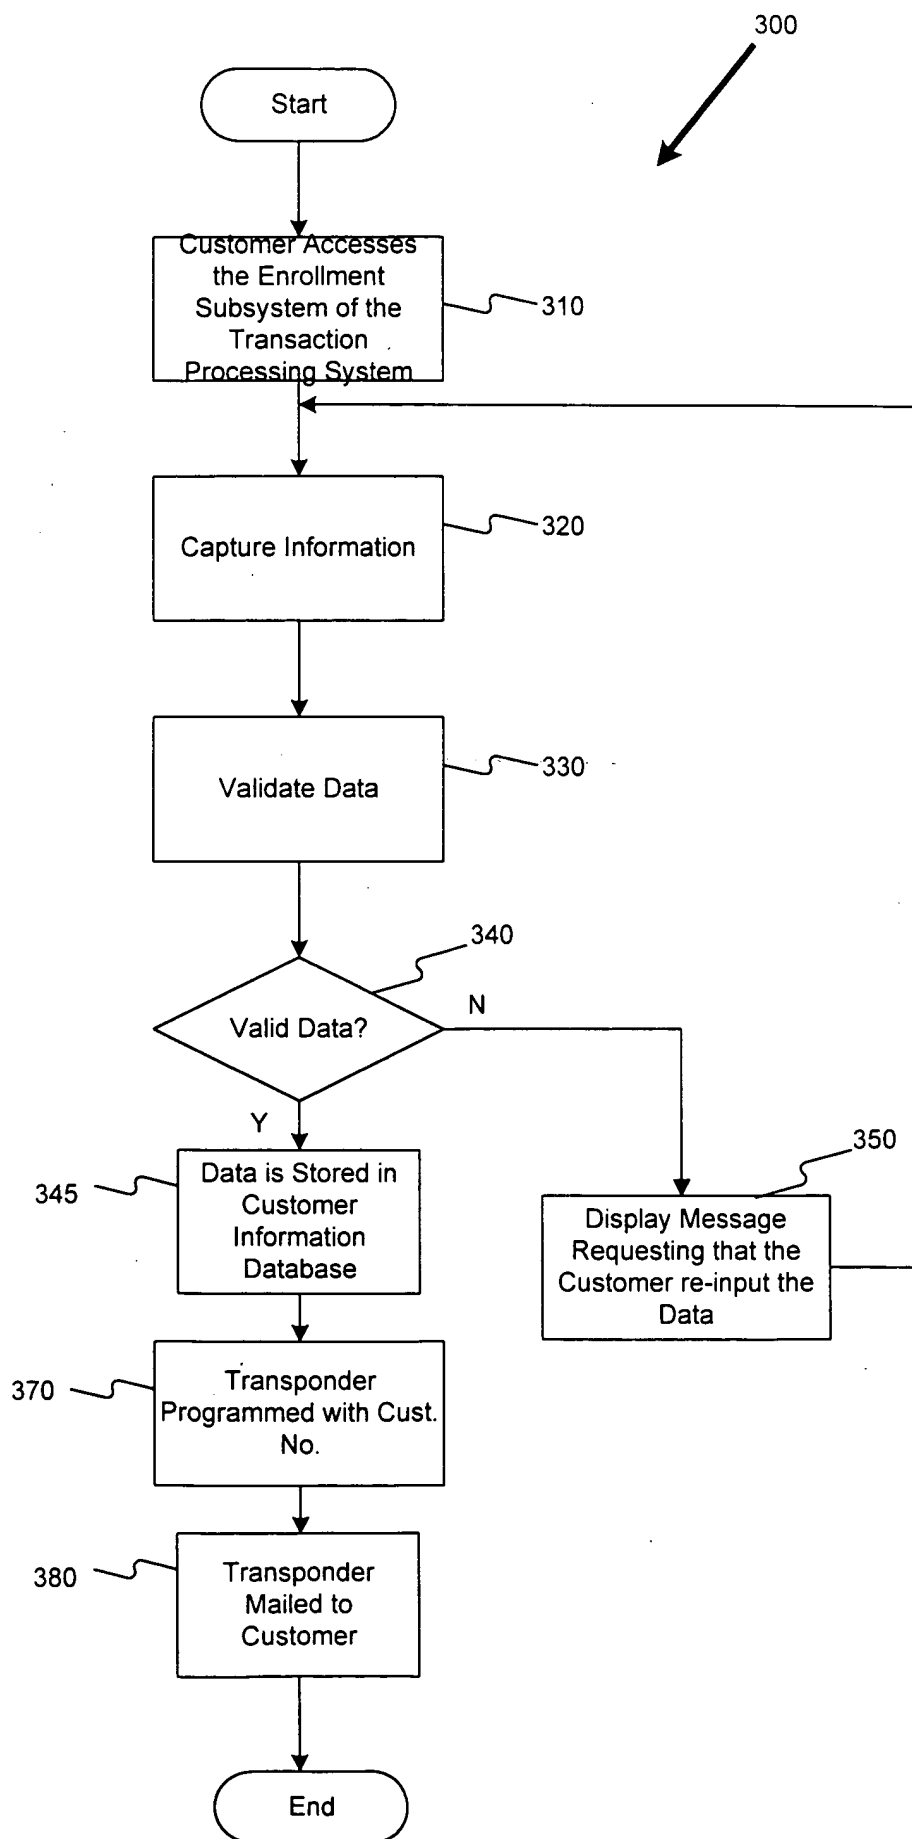 300
Start
Customer Accesses
the Enrollment
Subsystem of the
Transaction
Processing System
310
Capture Information
320
Validate Data
330
340
Valid Data?
N
Y
350
345
Data is Stored in
Customer
Information
Database
Display Message
Requesting that the
Customer re-input the
Data
370
Transponder
Programmed with Cust.
No.
380
Transponder
Mailed to
Customer
End